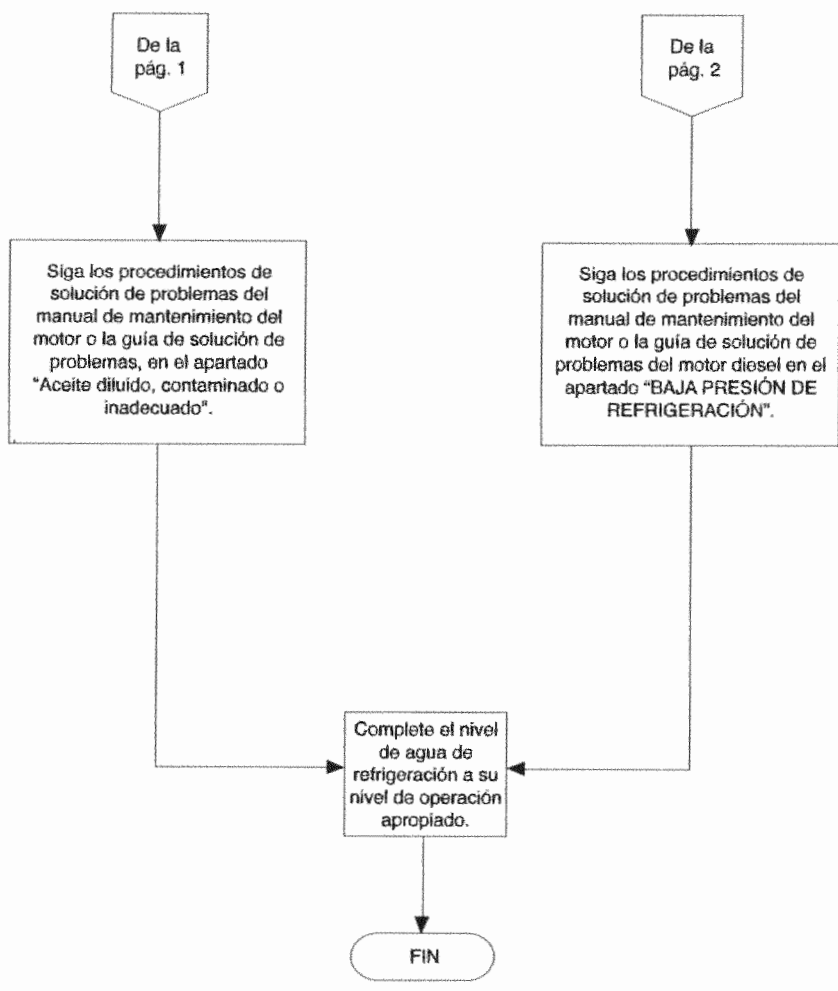 De la
pág. 1
De la
pág. 2
Siga los procedimientos de
solución de problemas del
manual de mantenimiento del
motor o la guía de solución de
problemas, en el apartado
"Aceite diluído, contaminado o
inadecuado".
Siga los procedimientos de
solución de problemas del
manual de mantenimiento del
motor o la guía de solución de
problemas del motor diesel en el
apartado "BAJA PRESIÓN DE
REFRIGERACIÓN".
Complete el nivel
de agua de
refrigeración a su
nivel de operación
apropiado.
FIN